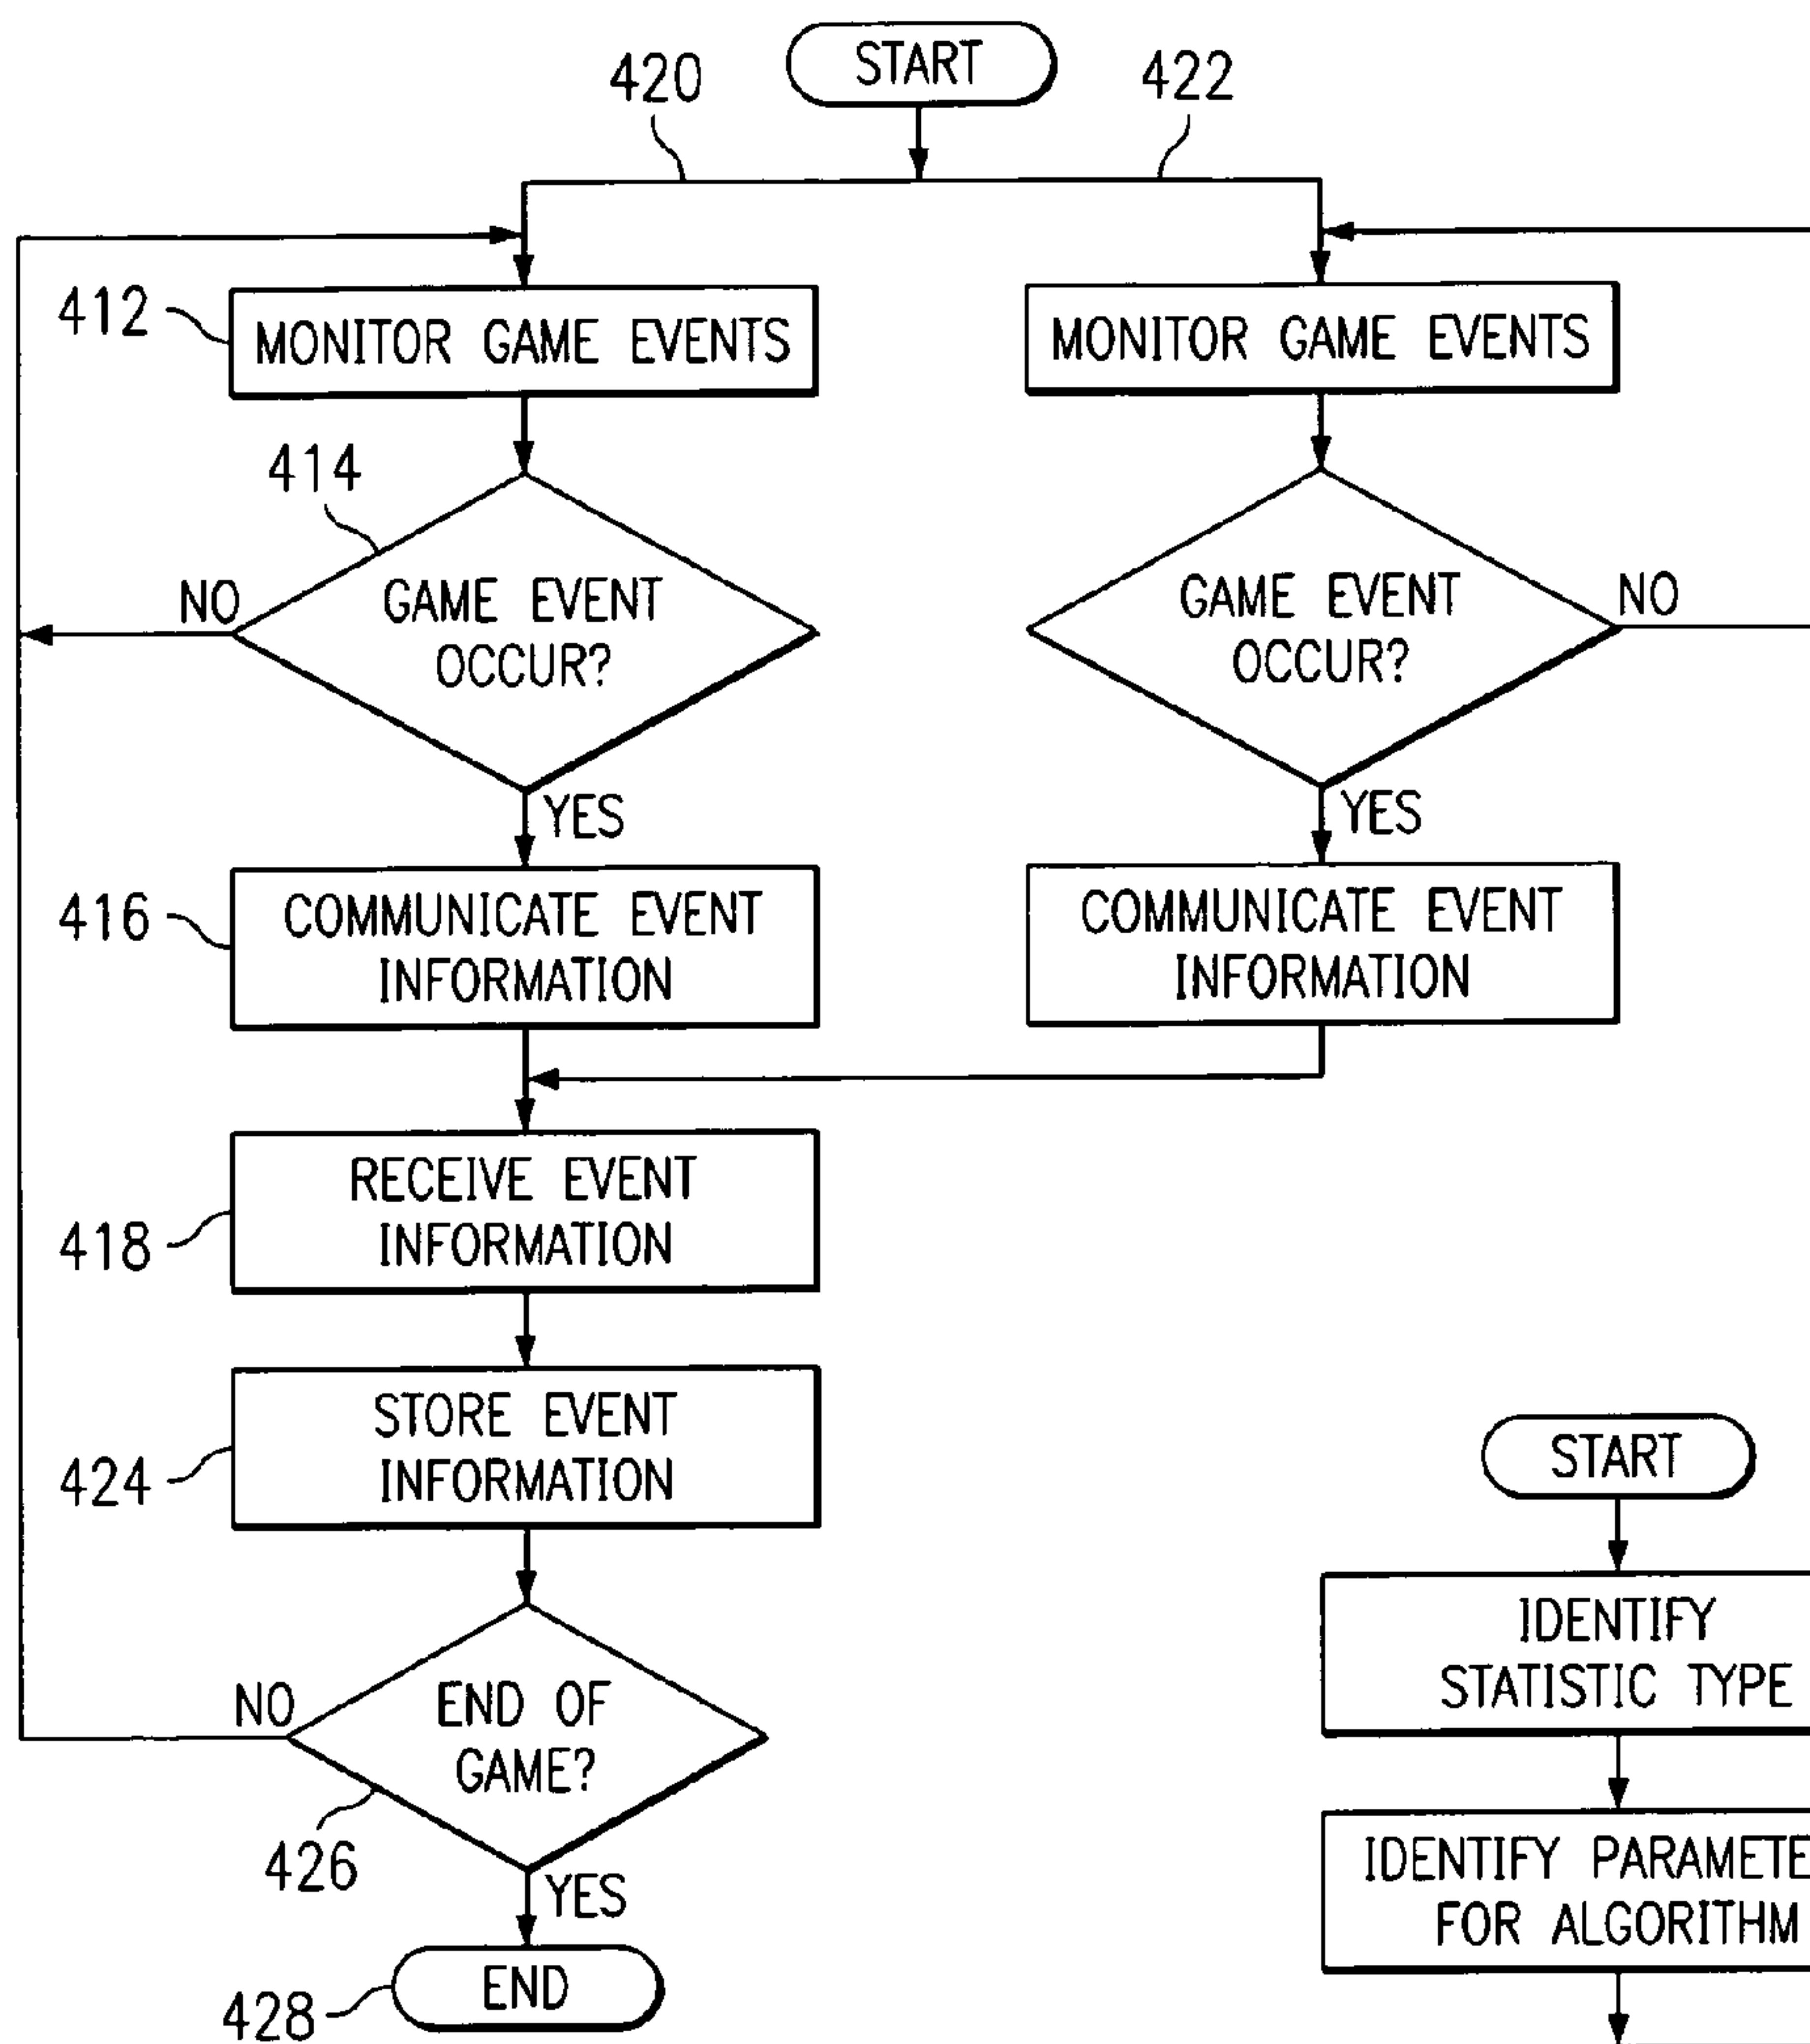 START
420
422
412
MONITOR GAME EVENTS
MONITOR GAME EVENTS
414
NO
GAME EVENT
OCCUR?
GAME EVENT
OCCUR?
NO
YES
YES
416
COMMUNICATE EVENT
INFORMATION
COMMUNICATE EVENT
INFORMATION
418
RECEIVE EVENT
INFORMATION
424
STORE EVENT
INFORMATION
NO
END OF
GAME?
426
YES
428
END
START
IDENTIFY
STATISTIC TYPE
IDENTIFY PARAMETE
FOR ALGORITHM